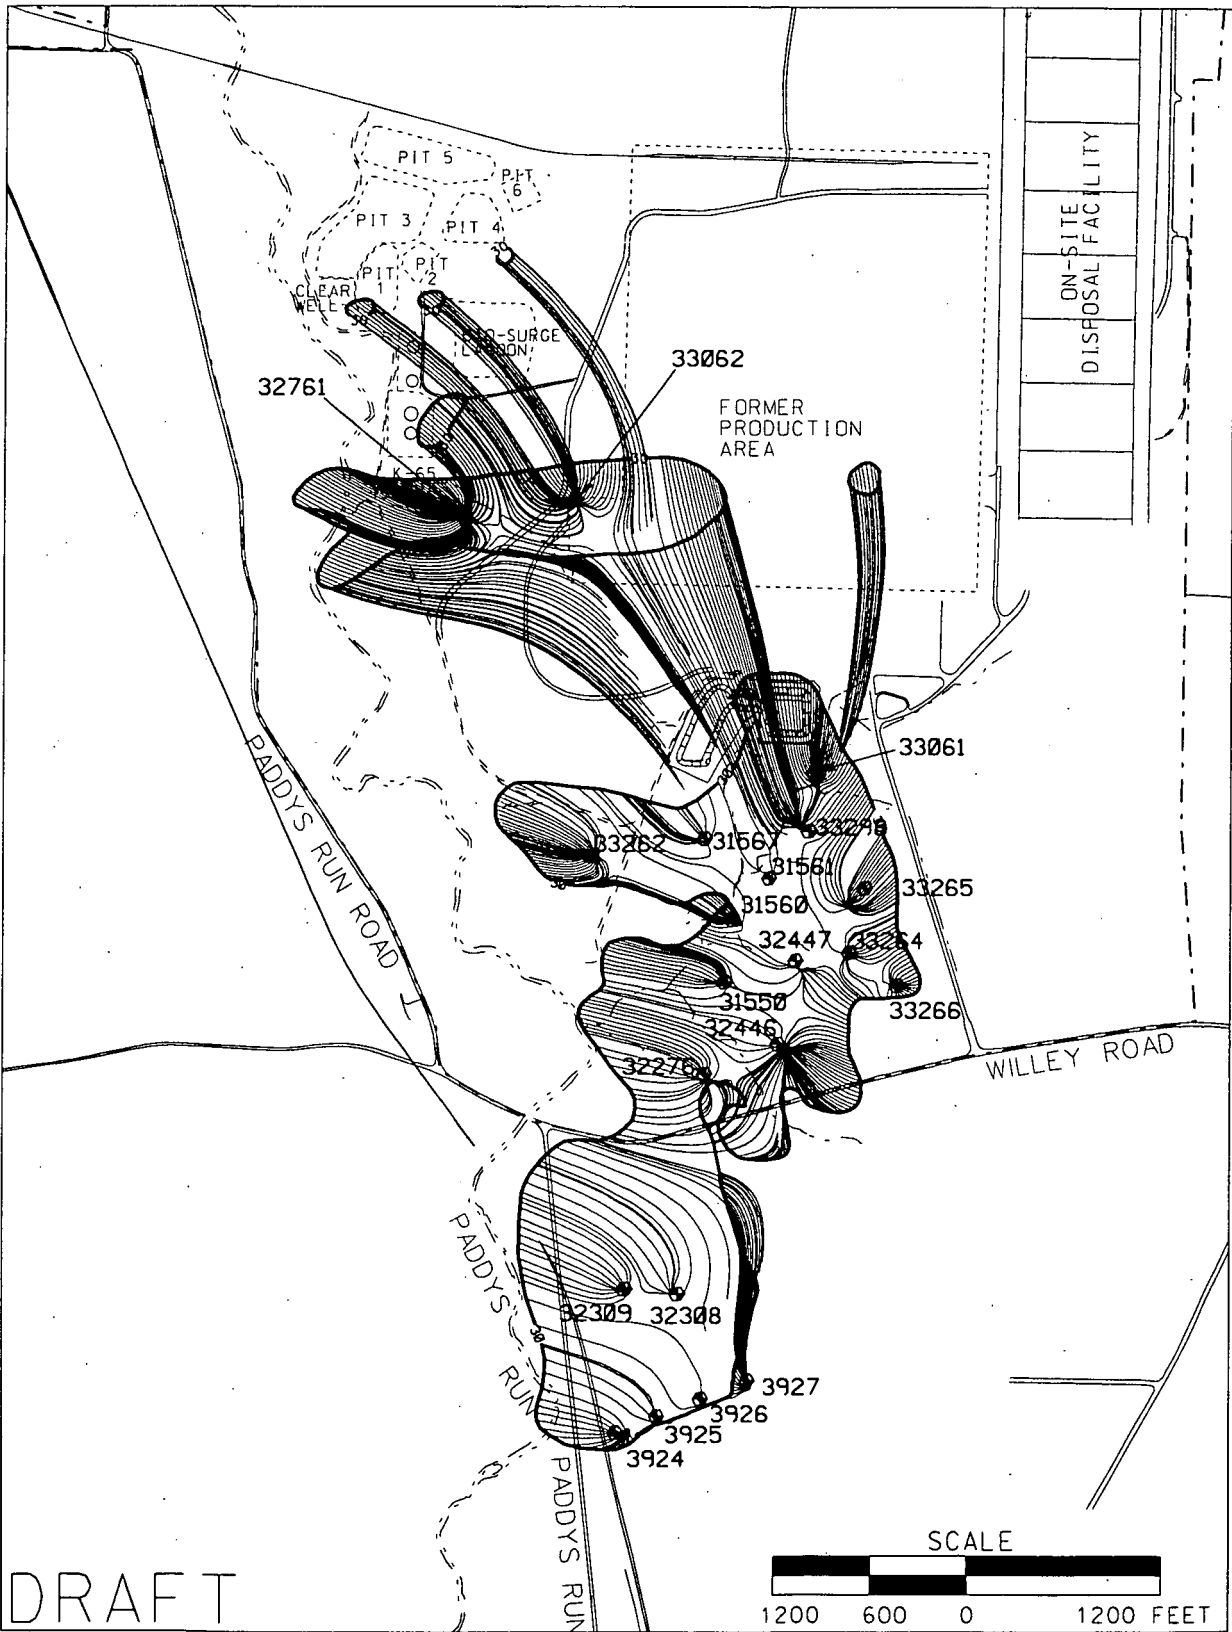 PIT 5
PIT
6
PIT 3
PIT 4
PIT
1
PIT
2
CLEAR
WELL
BIO-SURGE
LAGOON
ON-SITE
DISPOSAL FACILITY
33062
32761
FORMER
PRODUCTION
AREA
K-65
33061
PADDYS RUN ROAD
33262
31567
33298
31561
33265
31560
32447
33264
31550
33266
32446
32276
WILLEY ROAD
PADDYS RUN
32309
32308
30
3927
3926
3925
3924
PADDYS RUN
SCALE
1200 600 0 1200 FEET
DRAFT